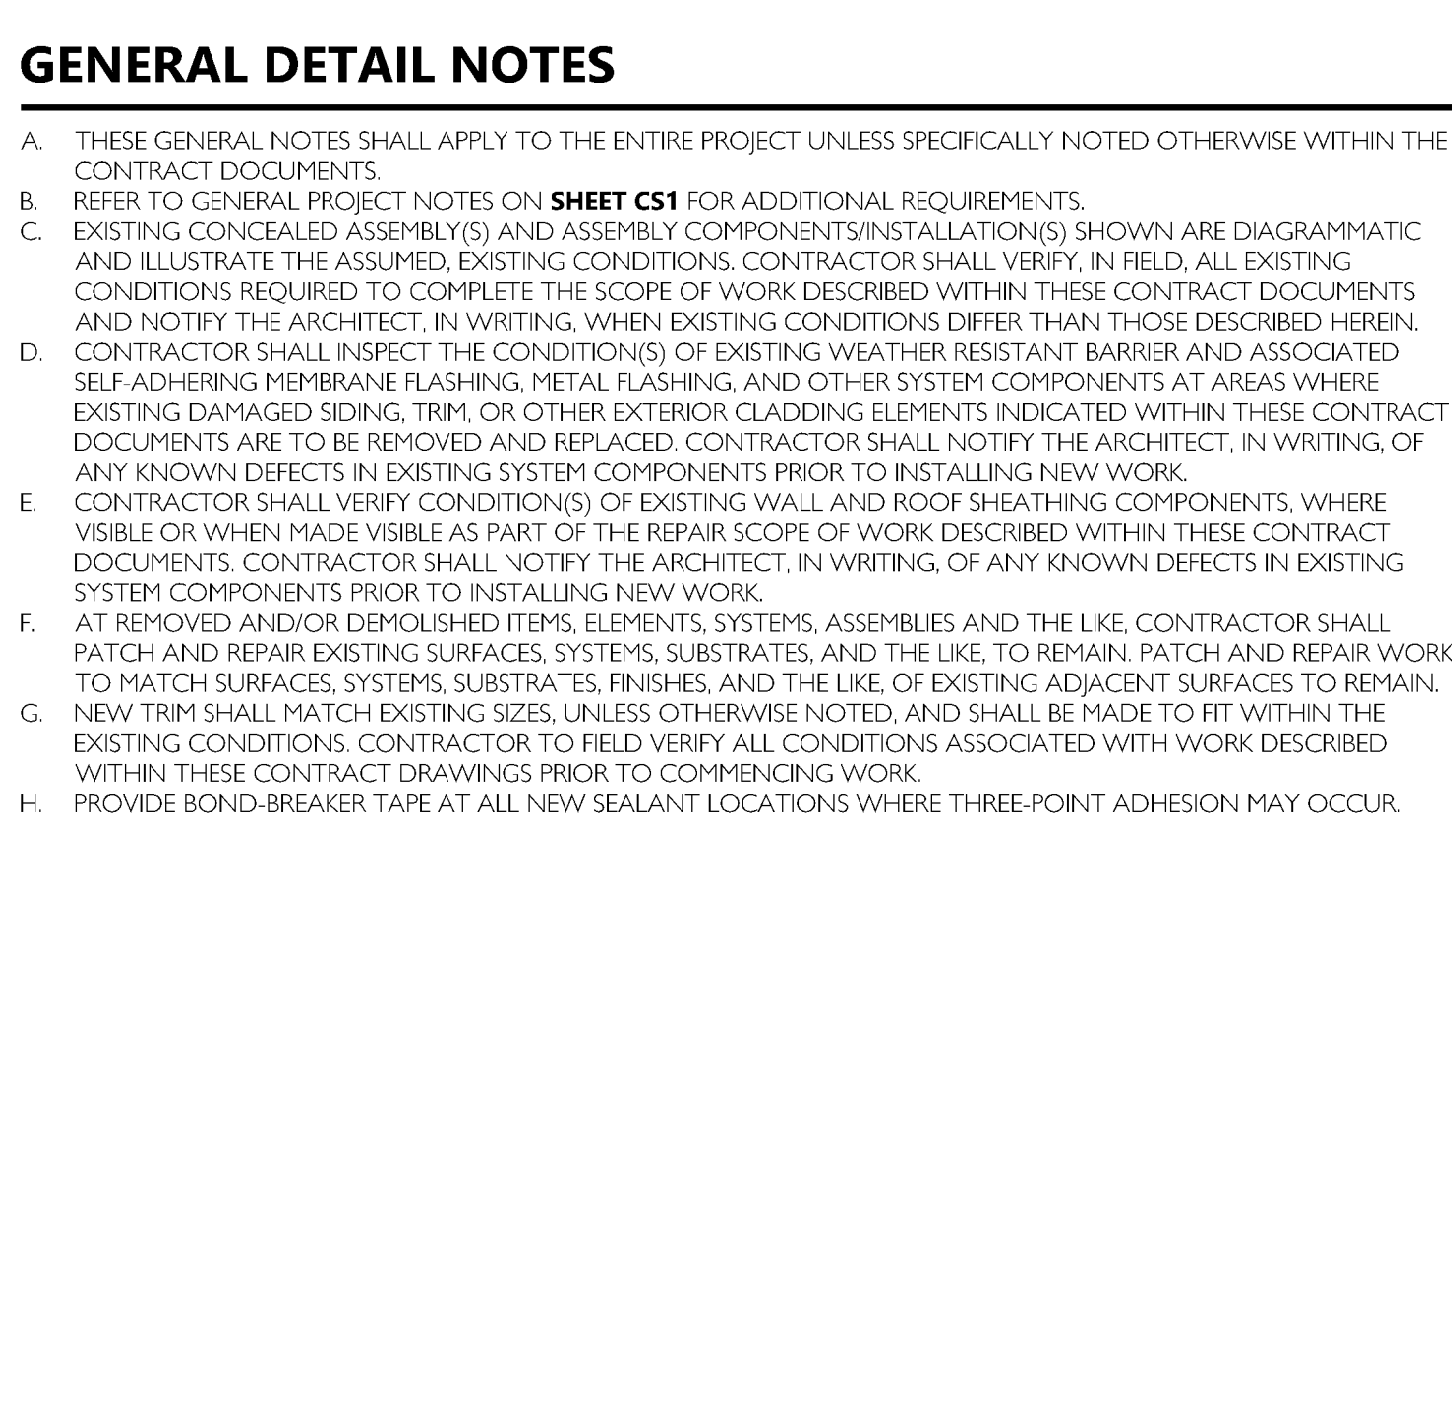 GENERAL DETAIL NOTES
A. THESE GENERAL NOTES SHALL APPLY TO THE ENTIRE PROJECT UNLESS SPECIFICALLY NOTED OTHERWISE WITHIN THE
CONTRACT DOCUMENTS.
B. REFER TO GENERAL PROJECT NOTES ON SHEET CS1 FOR ADDITIONAL REQUIREMENTS.
C. EXISTING CONCEALED ASSEMBLY(S) AND ASSEMBLY COMPONENTS/INSTALLATION(S) SHOWN ARE DIAGRAMMATIC
AND ILLUSTRATE THE ASSUMED, EXISTING CONDITIONS. CONTRACTOR SHALL VERIFY, IN FIELD, ALL EXISTING
CONDITIONS REQUIRED TO COMPLETE THE SCOPE OF WORK DESCRIBED WITHIN THESE CONTRACT DOCUMENTS
AND NOTIFY THE ARCHITECT, IN WRITING, WHEN EXISTING CONDITIONS DIFFER THAN THOSE DESCRIBED HEREIN.
D. CONTRACTOR SHALL INSPECT THE CONDITION(S) OF EXISTING WEATHER RESISTANT BARRIER AND ASSOCIATED
SELF-ADHERING MEMBRANE FLASHING, METAL FLASHING, AND OTHER SYSTEM COMPONENTS AT AREAS WHERE
EXISTING DAMAGED SIDING, TRIM, OR OTHER EXTERIOR CLADDING ELEMENTS INDICATED WITHIN THESE CONTRACT
DOCUMENTS ARE TO BE REMOVED AND REPLACED. CONTRACTOR SHALL NOTIFY THE ARCHITECT, IN WRITING, OF
ANY KNOWN DEFECTS IN EXISTING SYSTEM COMPONENTS PRIOR TO INSTALLING NEW WORK.
E. CONTRACTOR SHALL VERIFY CONDITION(S) OF EXISTING WALL AND ROOF SHEATHING COMPONENTS, WHERE
VISIBLE OR WHEN MADE VISIBLE AS PART OF THE REPAIR SCOPE OF WORK DESCRIBED WITHIN THESE CONTRACT
DOCUMENTS. CONTRACTOR SHALL NOTIFY THE ARCHITECT, IN WRITING, OF ANY KNOWN DEFECTS IN EXISTING
SYSTEM COMPONENTS PRIOR TO INSTALLING NEW WORK.
F. AT REMOVED AND/OR DEMOLISHED ITEMS, ELEMENTS, SYSTEMS, ASSEMBLIES AND THE LIKE, CONTRACTOR SHALL
PATCH AND REPAIR EXISTING SURFACES, SYSTEMS, SUBSTRATES, AND THE LIKE, TO REMAIN. PATCH AND REPAIR WORK
TO MATCH SURFACES, SYSTEMS, SUBSTRATES, FINISHES, AND THE LIKE, OF EXISTING ADJACENT SURFACES TO REMAIN.
G. NEW TRIM SHALL MATCH EXISTING SIZES, UNLESS OTHERWISE NOTED, AND SHALL BE MADE TO FIT WITHIN THE
EXISTING CONDITIONS. CONTRACTOR TO FIELD VERIFY ALL CONDITIONS ASSOCIATED WITH WORK DESCRIBED
WITHIN THESE CONTRACT DRAWINGS PRIOR TO COMMENCING WORK.
H. PROVIDE BOND-BREAKER TAPE AT ALL NEW SEALANT LOCATIONS WHERE THREE-POINT ADHESION MAY OCCUR.